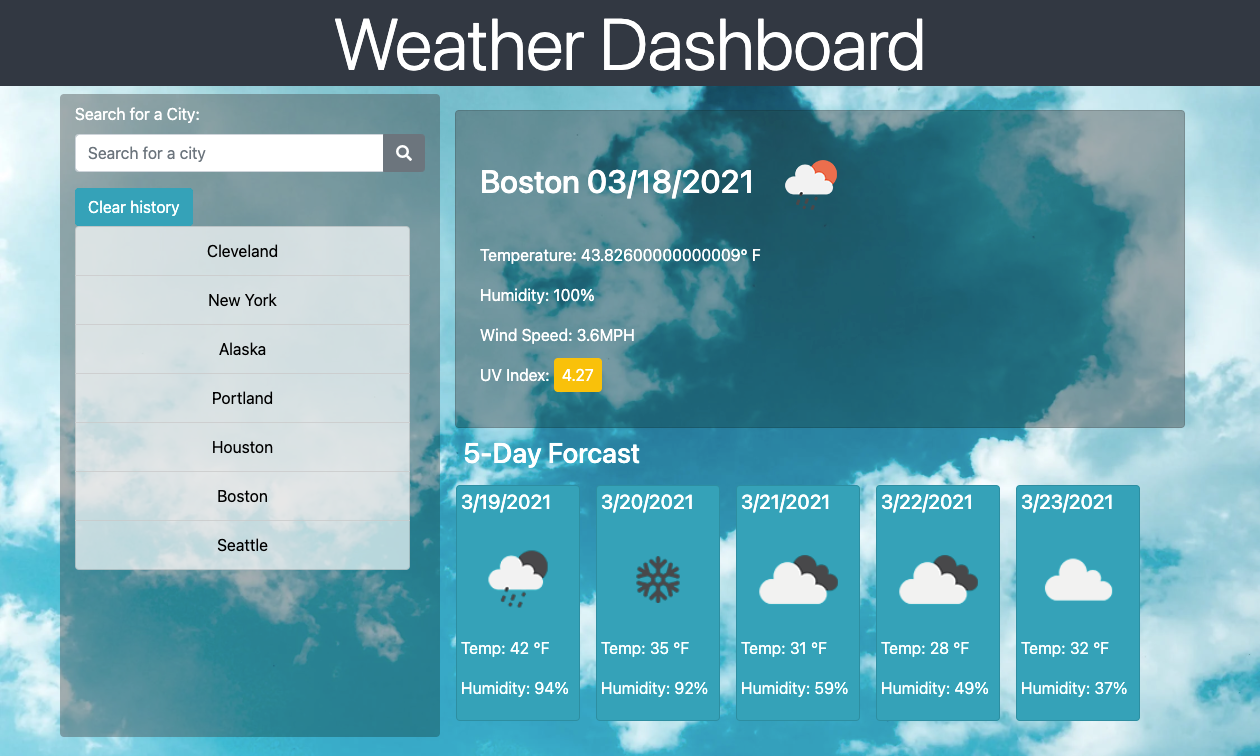 Weather Dashboard
Search for a City:
Search for a city
Clear history
Cleveland
New York
Alaska
Portland
Houston
Boston
Seattle
Boston 03/18/2021
Temperature: 43.82600000000009° F
Humidity: 100%
Wind Speed: 3.6MPH
UV Index: 4.27
5-Day Forcast
3/19/2021
Temp: 42 °F
Humidity: 94%
3/20/2021
Temp: 35 °F
Humidity: 92%
3/21/2021
Temp: 31 °F
Humidity: 59%
3/22/2021
Temp: 28 °F
Humidity: 49%
3/23/2021
Temp: 32 °F
Humidity: 37%